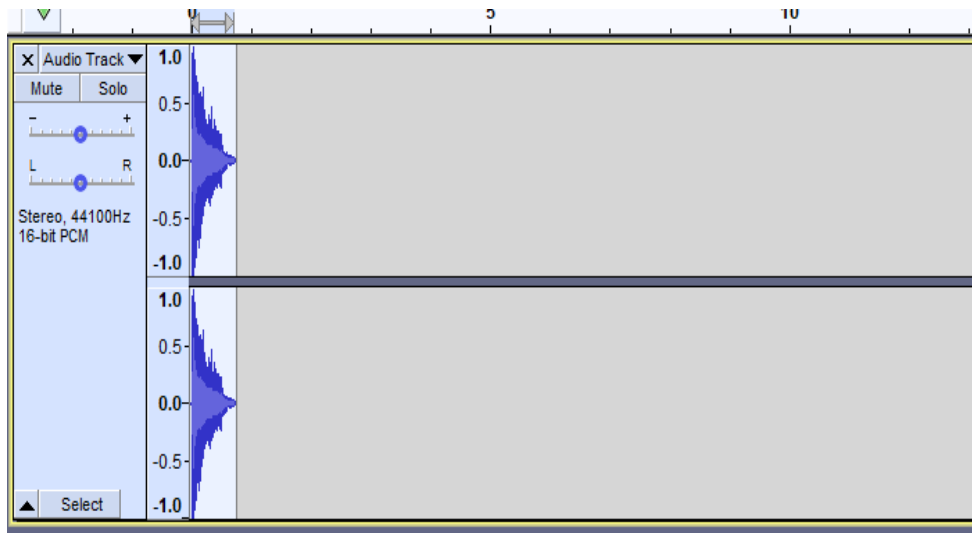 0 5 10
X Audio Track
Mute Solo
- +
L R
Stereo, 44100Hz
16-bit PCM
Select
1.0
0.5-
0.0-
-0.5-
-1.0
1.0
0.5-
0.0-
-0.5-
-1.0